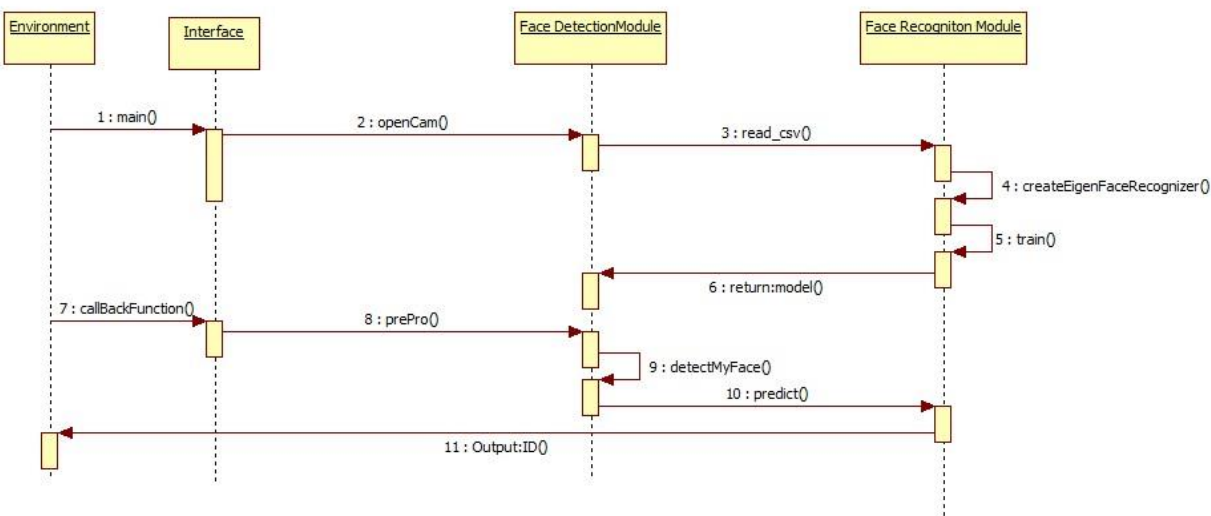 Environment
Interface
Face DetectionModule
Face Recogniton Module
1 : main()
2 : openCam()
3 : read_csv()
4 : createEigenFaceRecognizer()
5 : train()
6 : return:model()
7 : callBackFunction()
8 : prePro()
9 : detectMyFace()
10 : predict()
11 : Output:ID()